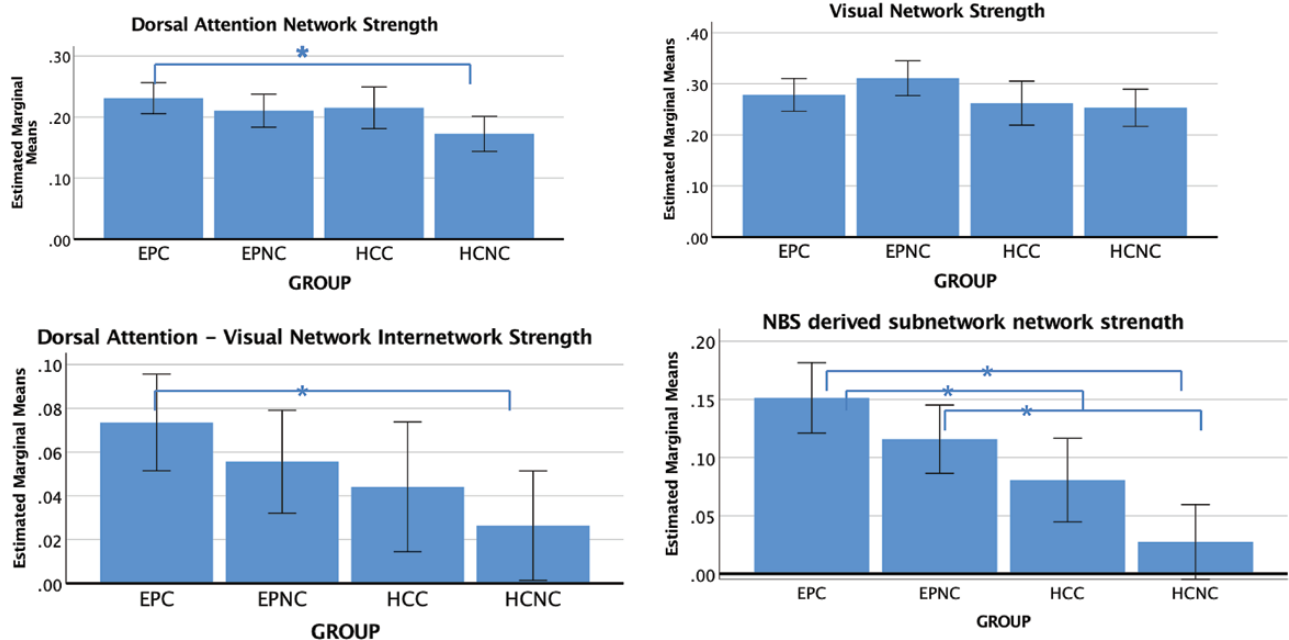 Dorsal Attention Network Strength
*
.30
.20
.10
.00
Estimated Marginal
Means
EPC EPNC HCC HCNC
GROUP
Visual Network Strength
.40
.30
.20
.10
.00
Estimated Marginal Means
EPC EPNC HCC HCNC
GROUP
Dorsal Attention – Visual Network Internetwork Strength
*
.10
.08
.06
.04
.02
.00
Estimated Marginal Means
EPC EPNC HCC HCNC
GROUP
NBS derived subnetwork network strength
*
*
*
.20
.15
.10
.05
.00
Estimated Marginal Means
EPC EPNC HCC HCNC
GROUP